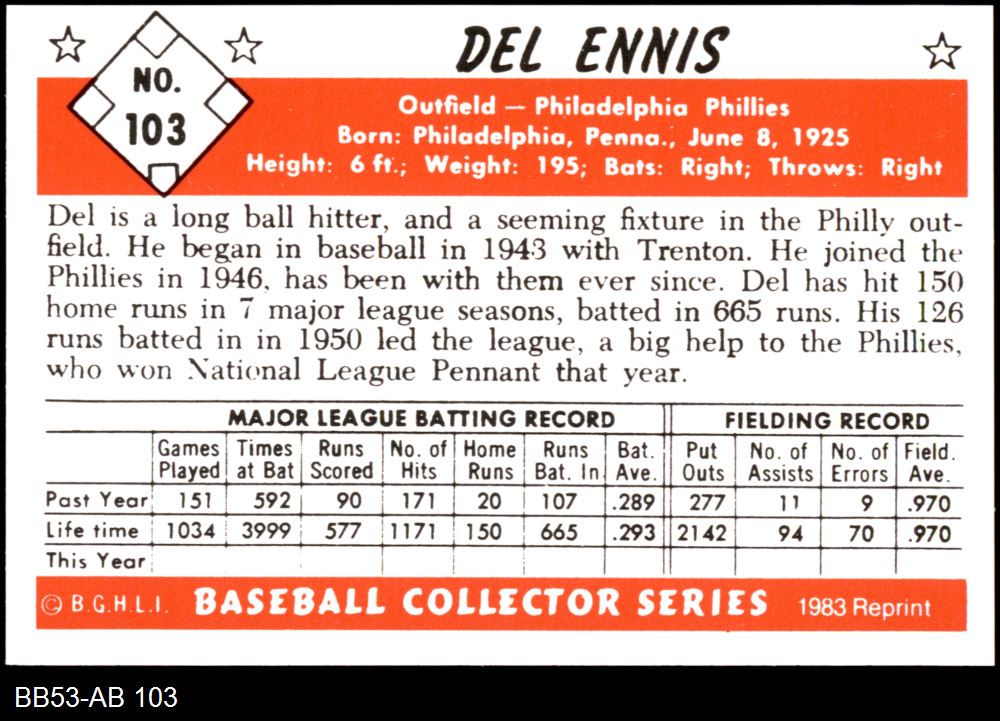 DEL ENNIS
NO.
103
Outfield — Philadelphia Phillies
Born: Philadelphia, Penna., June 8, 1925
Height: 6 ft.; Weight: 195; Bats: Right; Throws: Right
Del is a long ball hitter, and a seeming fixture in the Philly out-
field. He began in baseball in 1943 with Trenton. He joined the
Phillies in 1946, has been with them ever since. Del has hit 150
home runs in 7 major league seasons, batted in 665 runs. His 126
runs batted in in 1950 led the league, a big help to the Phillies,
who won National League Pennant that year.
MAJOR LEAGUE BATTING RECORD FIELDING RECORD
Games Times Runs No. of Home Runs Bat. Put No. of No. of Field.
Played at Bat Scored Hits Runs Bat. In Ave. Outs Assists Errors Ave.
Past Year 151 592 90 171 20 107 .289 277 11 9 .970
Life time 1034 3999 577 1171 150 665 .293 2142 94 70 .970
This Year
© B.G.H.L.I. BASEBALL COLLECTOR SERIES 1983 Reprint
BB53-AB 103